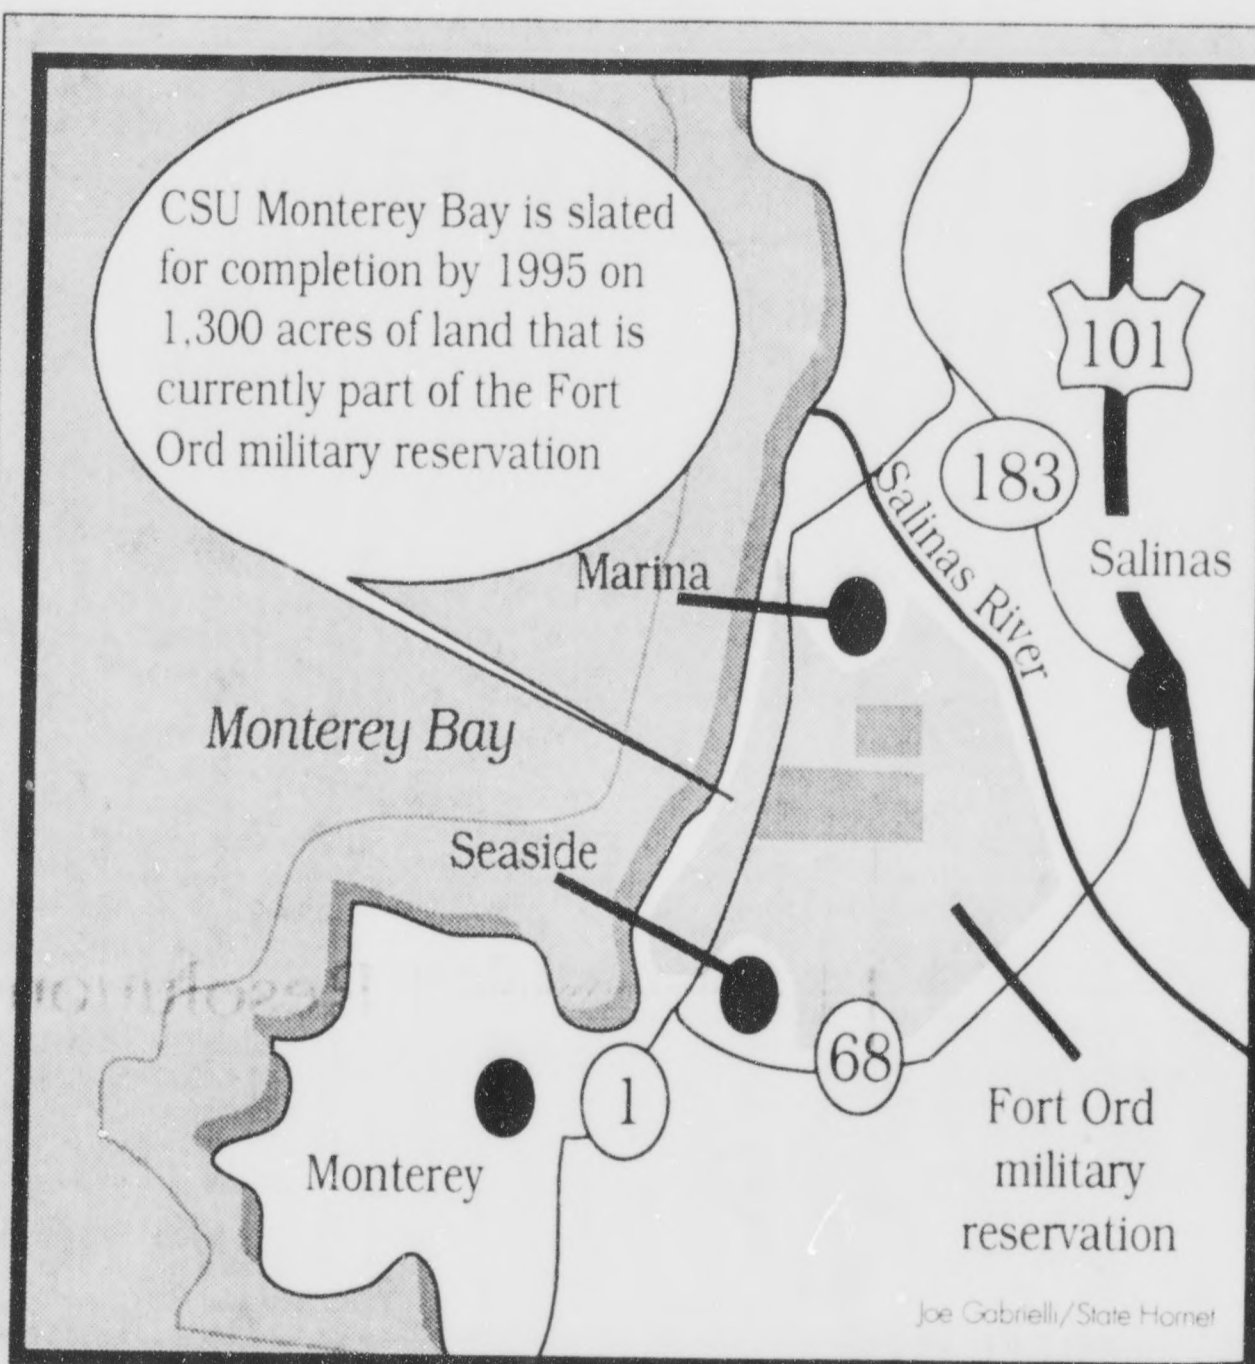 CSU Monterey Bay is slated
for completion by 1995 on
1,300 acres of land that is
currently part of the Fort
Ord military reservation
101
183
Salinas River
Salinas
Marina
Monterey Bay
Seaside
68
1
Monterey
Fort Ord
military
reservation
Joe Gabrielli/State Hornet